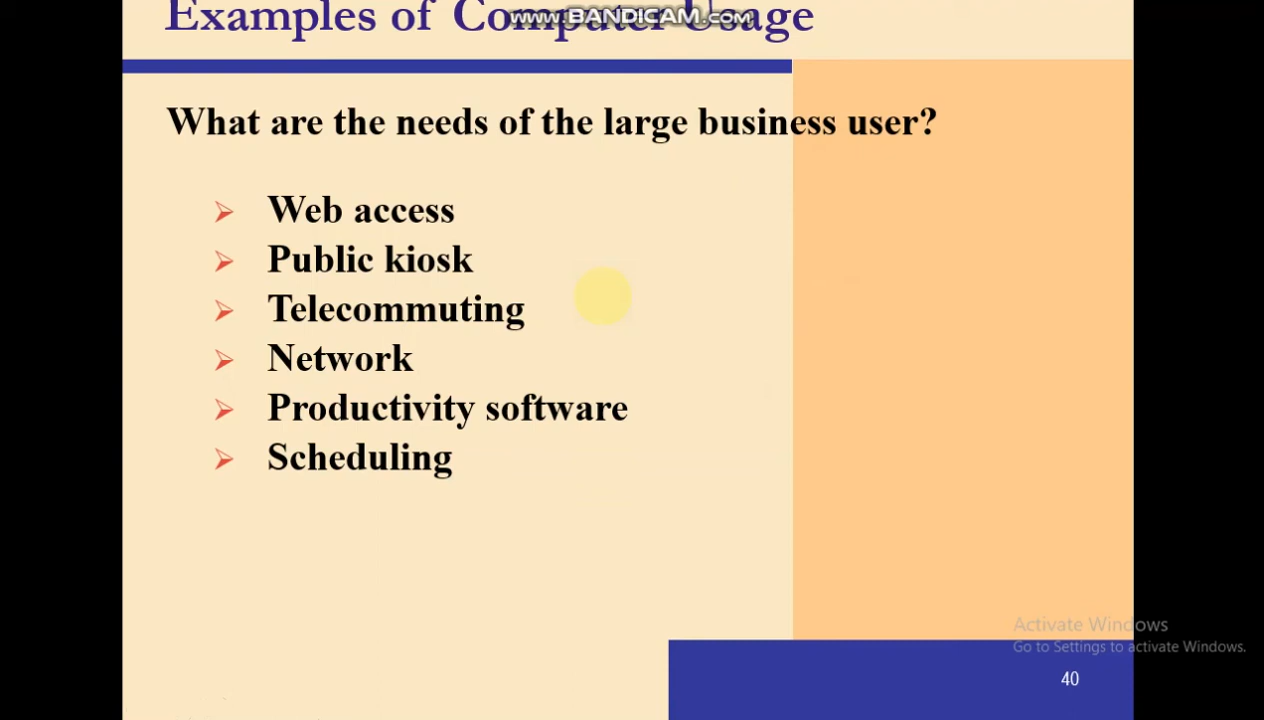 Examples of Computer Usage
www.BANDICAM.com
What are the needs of the large business user?
Web access
Public kiosk
Telecommuting
Network
Productivity software
Scheduling
Activate Windows
Go to Settings to activate Windows.
40